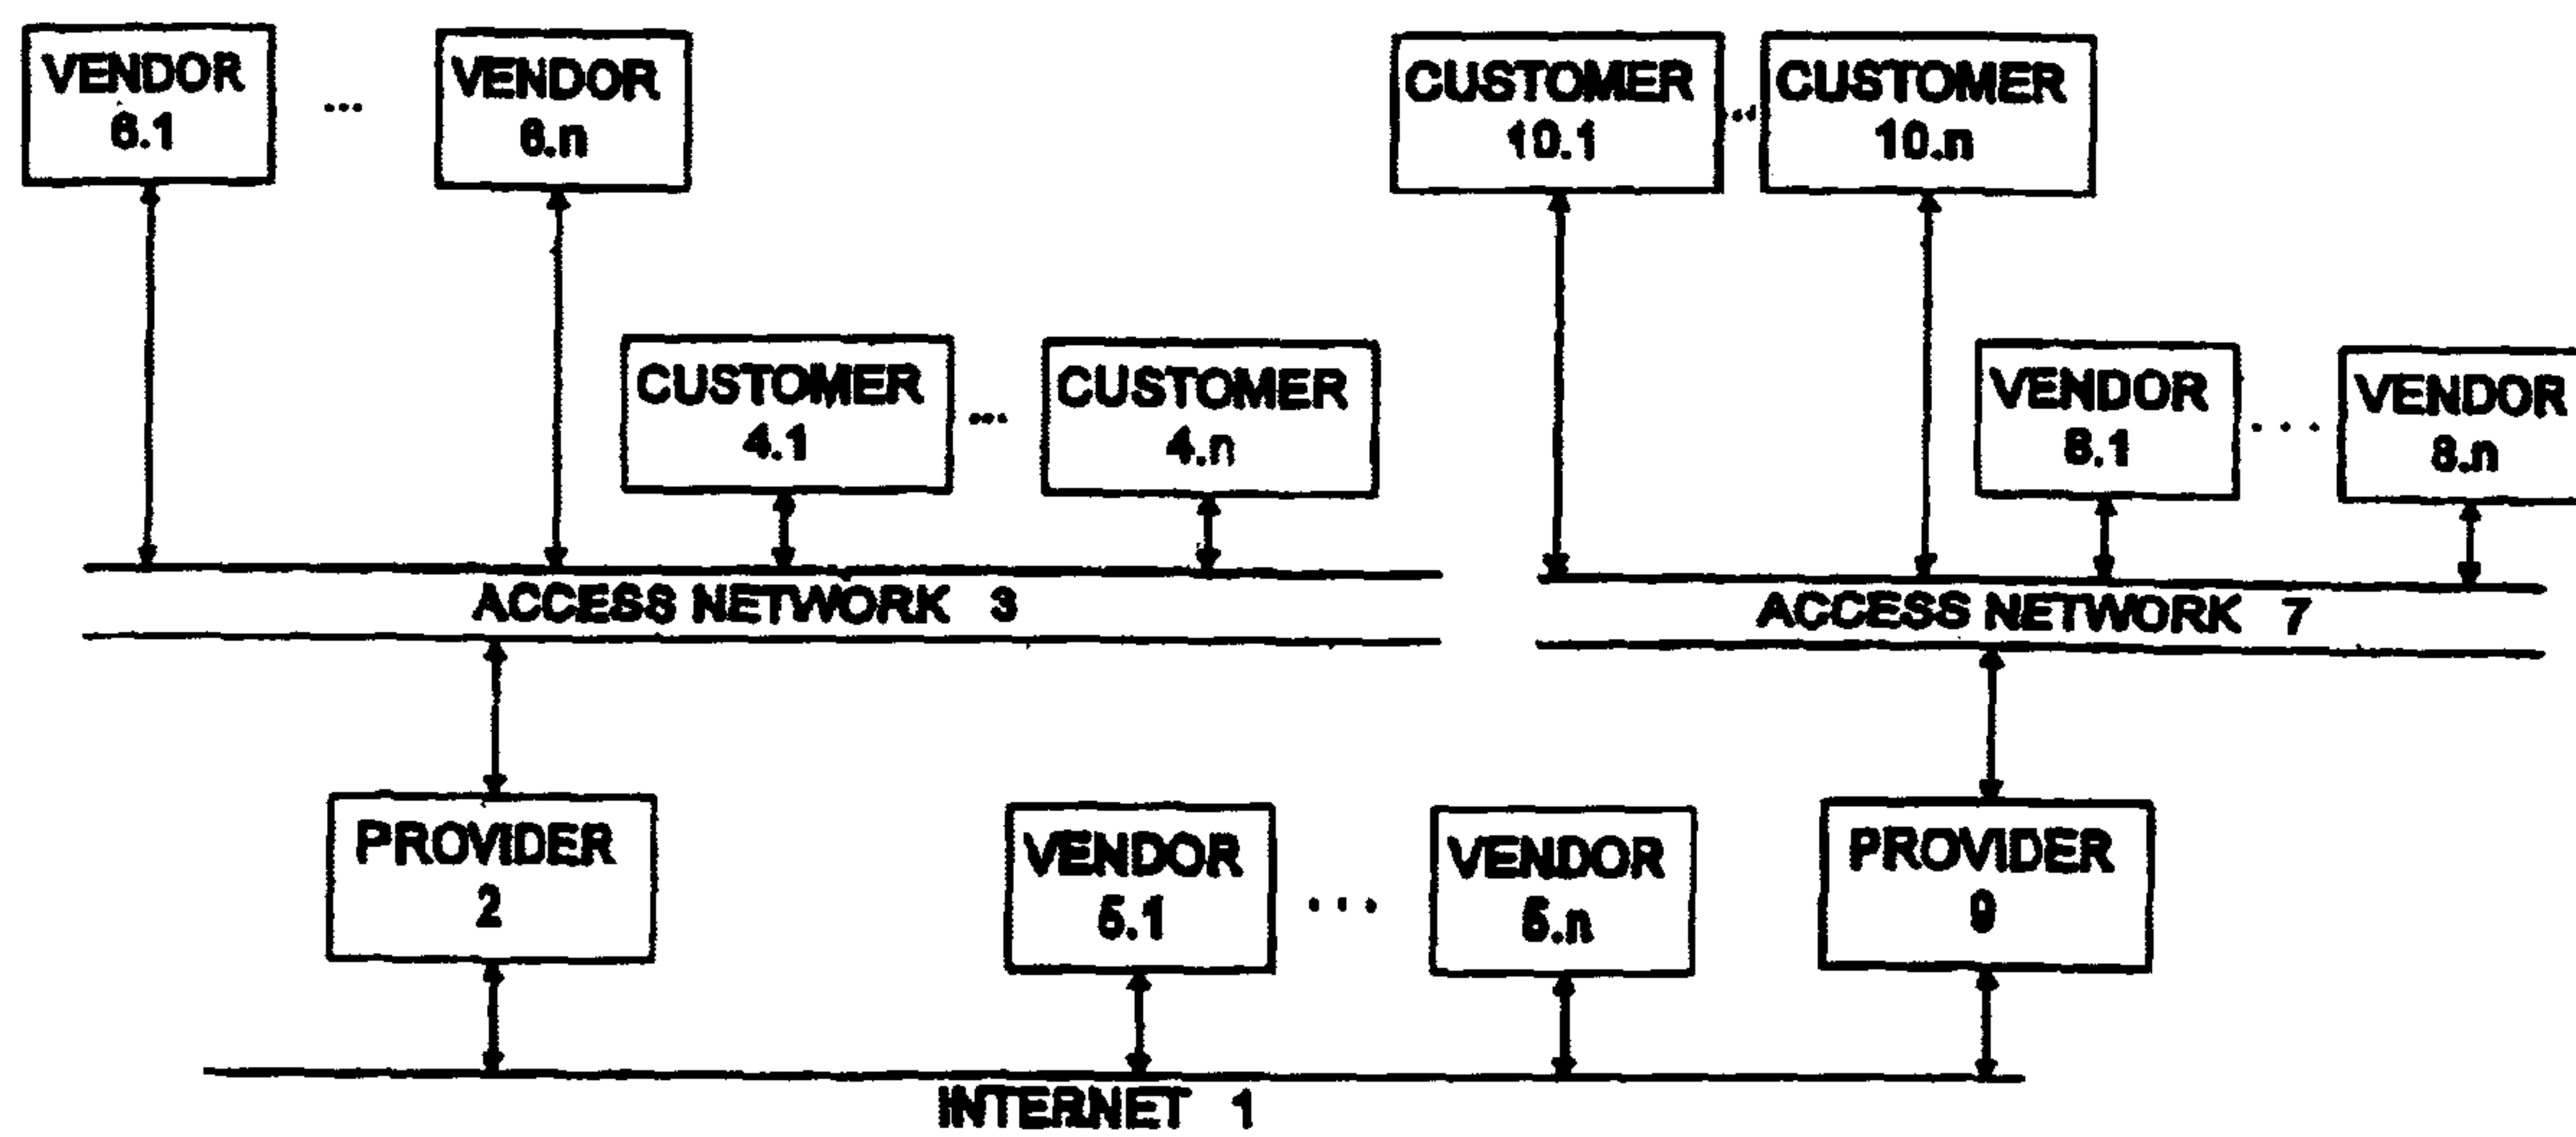 VENDOR
6.1
...
VENDOR
6.n
CUSTOMER
10.1
...
CUSTOMER
10.n
CUSTOMER
4.1
...
CUSTOMER
4.n
VENDOR
8.1
...
VENDOR
8.n
ACCESS NETWORK 3
ACCESS NETWORK 7
PROVIDER
2
VENDOR
5.1
...
VENDOR
5.n
PROVIDER
9
INTERNET 1